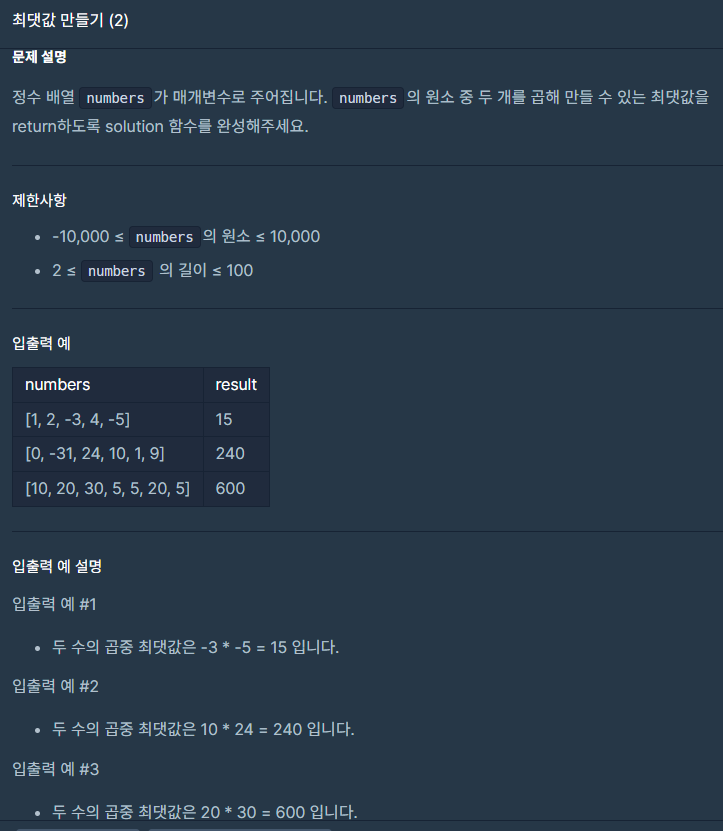 최댓값 만들기 (2)
문제 설명
정수 배열 numbers 가 매개변수로 주어집니다. numbers 의 원소 중 두 개를 곱해 만들 수 있는 최댓값을
return하도록 solution 함수를 완성해주세요.
제한사항
• -10,000 ≤ numbers 의 원소 ≤ 10,000
• 2 ≤ numbers 의 길이 ≤ 100
입출력 예
numbers result
[1, 2, -3, 4, -5] 15
[0, -31, 24, 10, 1, 9] 240
[10, 20, 30, 5, 5, 20, 5] 600
입출력 예 설명
입출력 예 #1
• 두 수의 곱중 최댓값은 -3 * -5 = 15 입니다.
입출력 예 #2
• 두 수의 곱중 최댓값은 10 * 24 = 240 입니다.
입출력 예 #3
• 두 수의 곱중 최댓값은 20 * 30 = 600 입니다.